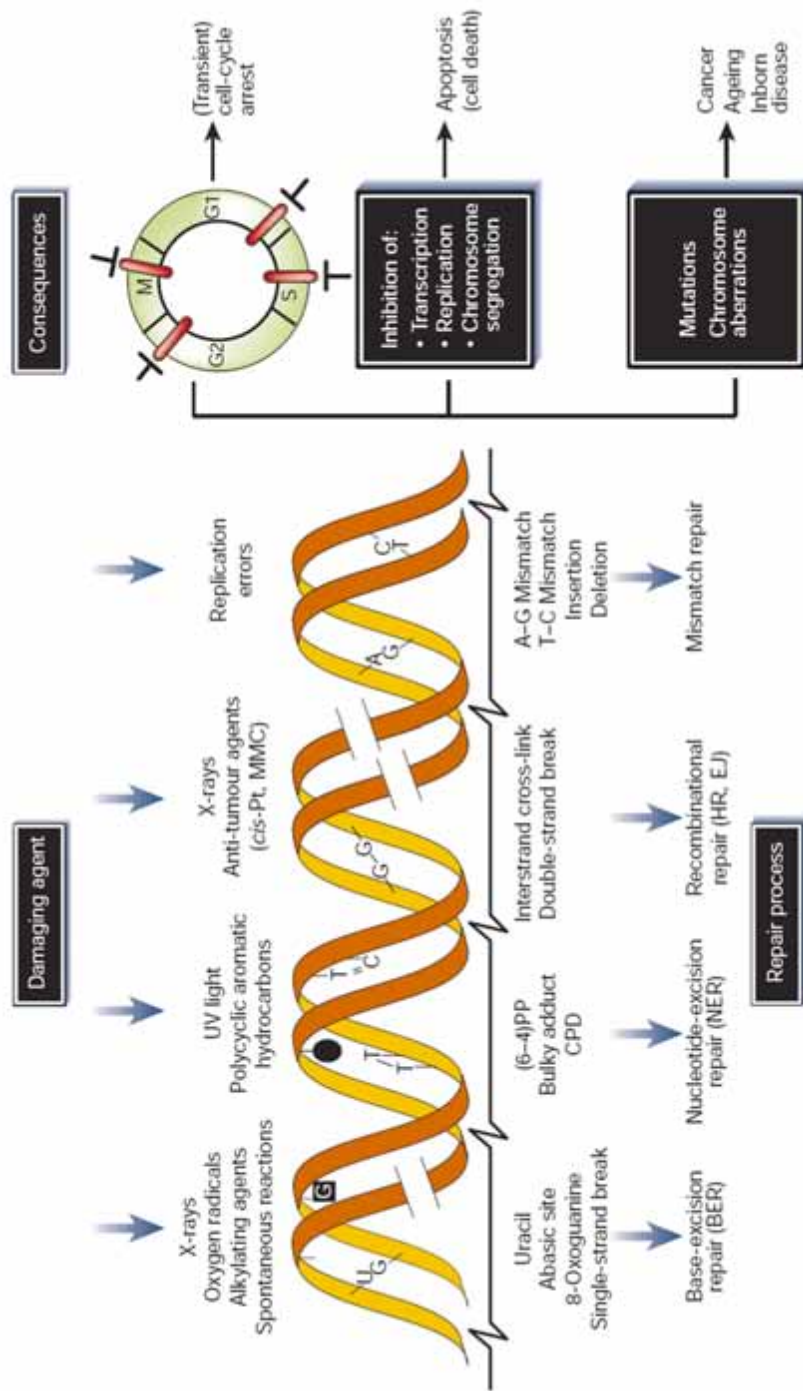 Damaging agent
X-rays
Oxygen radicals
Alkylating agents
Spontaneous reactions
UV light
Polycyclic aromatic
hydrocarbons
X-rays
Anti-tumour agents
(cis-Pt, MMC)
Replication
errors
U
G
G
T
T
T
C
G
G
A
G
C
T
Uracil
Abasic site
8-Oxoguanine
Single-strand break
(6–4)PP
Bulky adduct
CPD
Interstrand cross-link
Double-strand break
A–G Mismatch
T–C Mismatch
Insertion
Deletion
Base-excision
repair (BER)
Nucleotide-excision
repair (NER)
Recombinational
repair (HR, EJ)
Mismatch repair
Repair process
Consequences
M
G1
S
G2
(Transient)
cell-cycle
arrest
Inhibition of:
• Transcription
• Replication
• Chromosome
segregation
Apoptosis
(cell death)
Mutations
Chromosome
aberrations
Cancer
Ageing
Inborn
disease